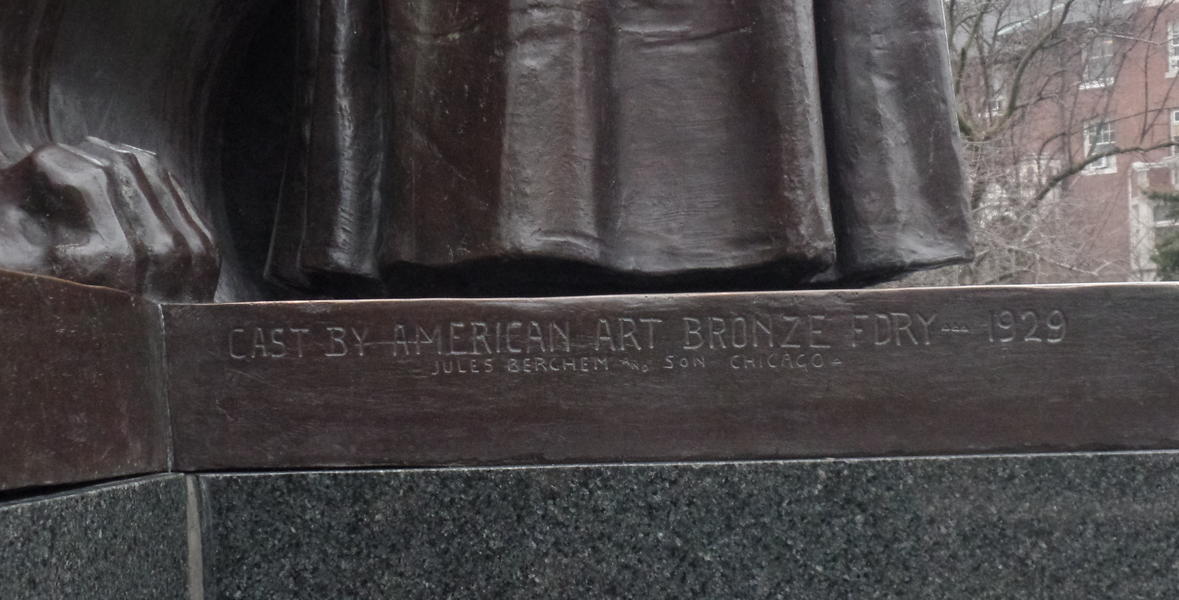 CAST BY AMERICAN ART BRONZE FDRY--- 1929
- JULES BERCHEM AND SON CHICAGO -